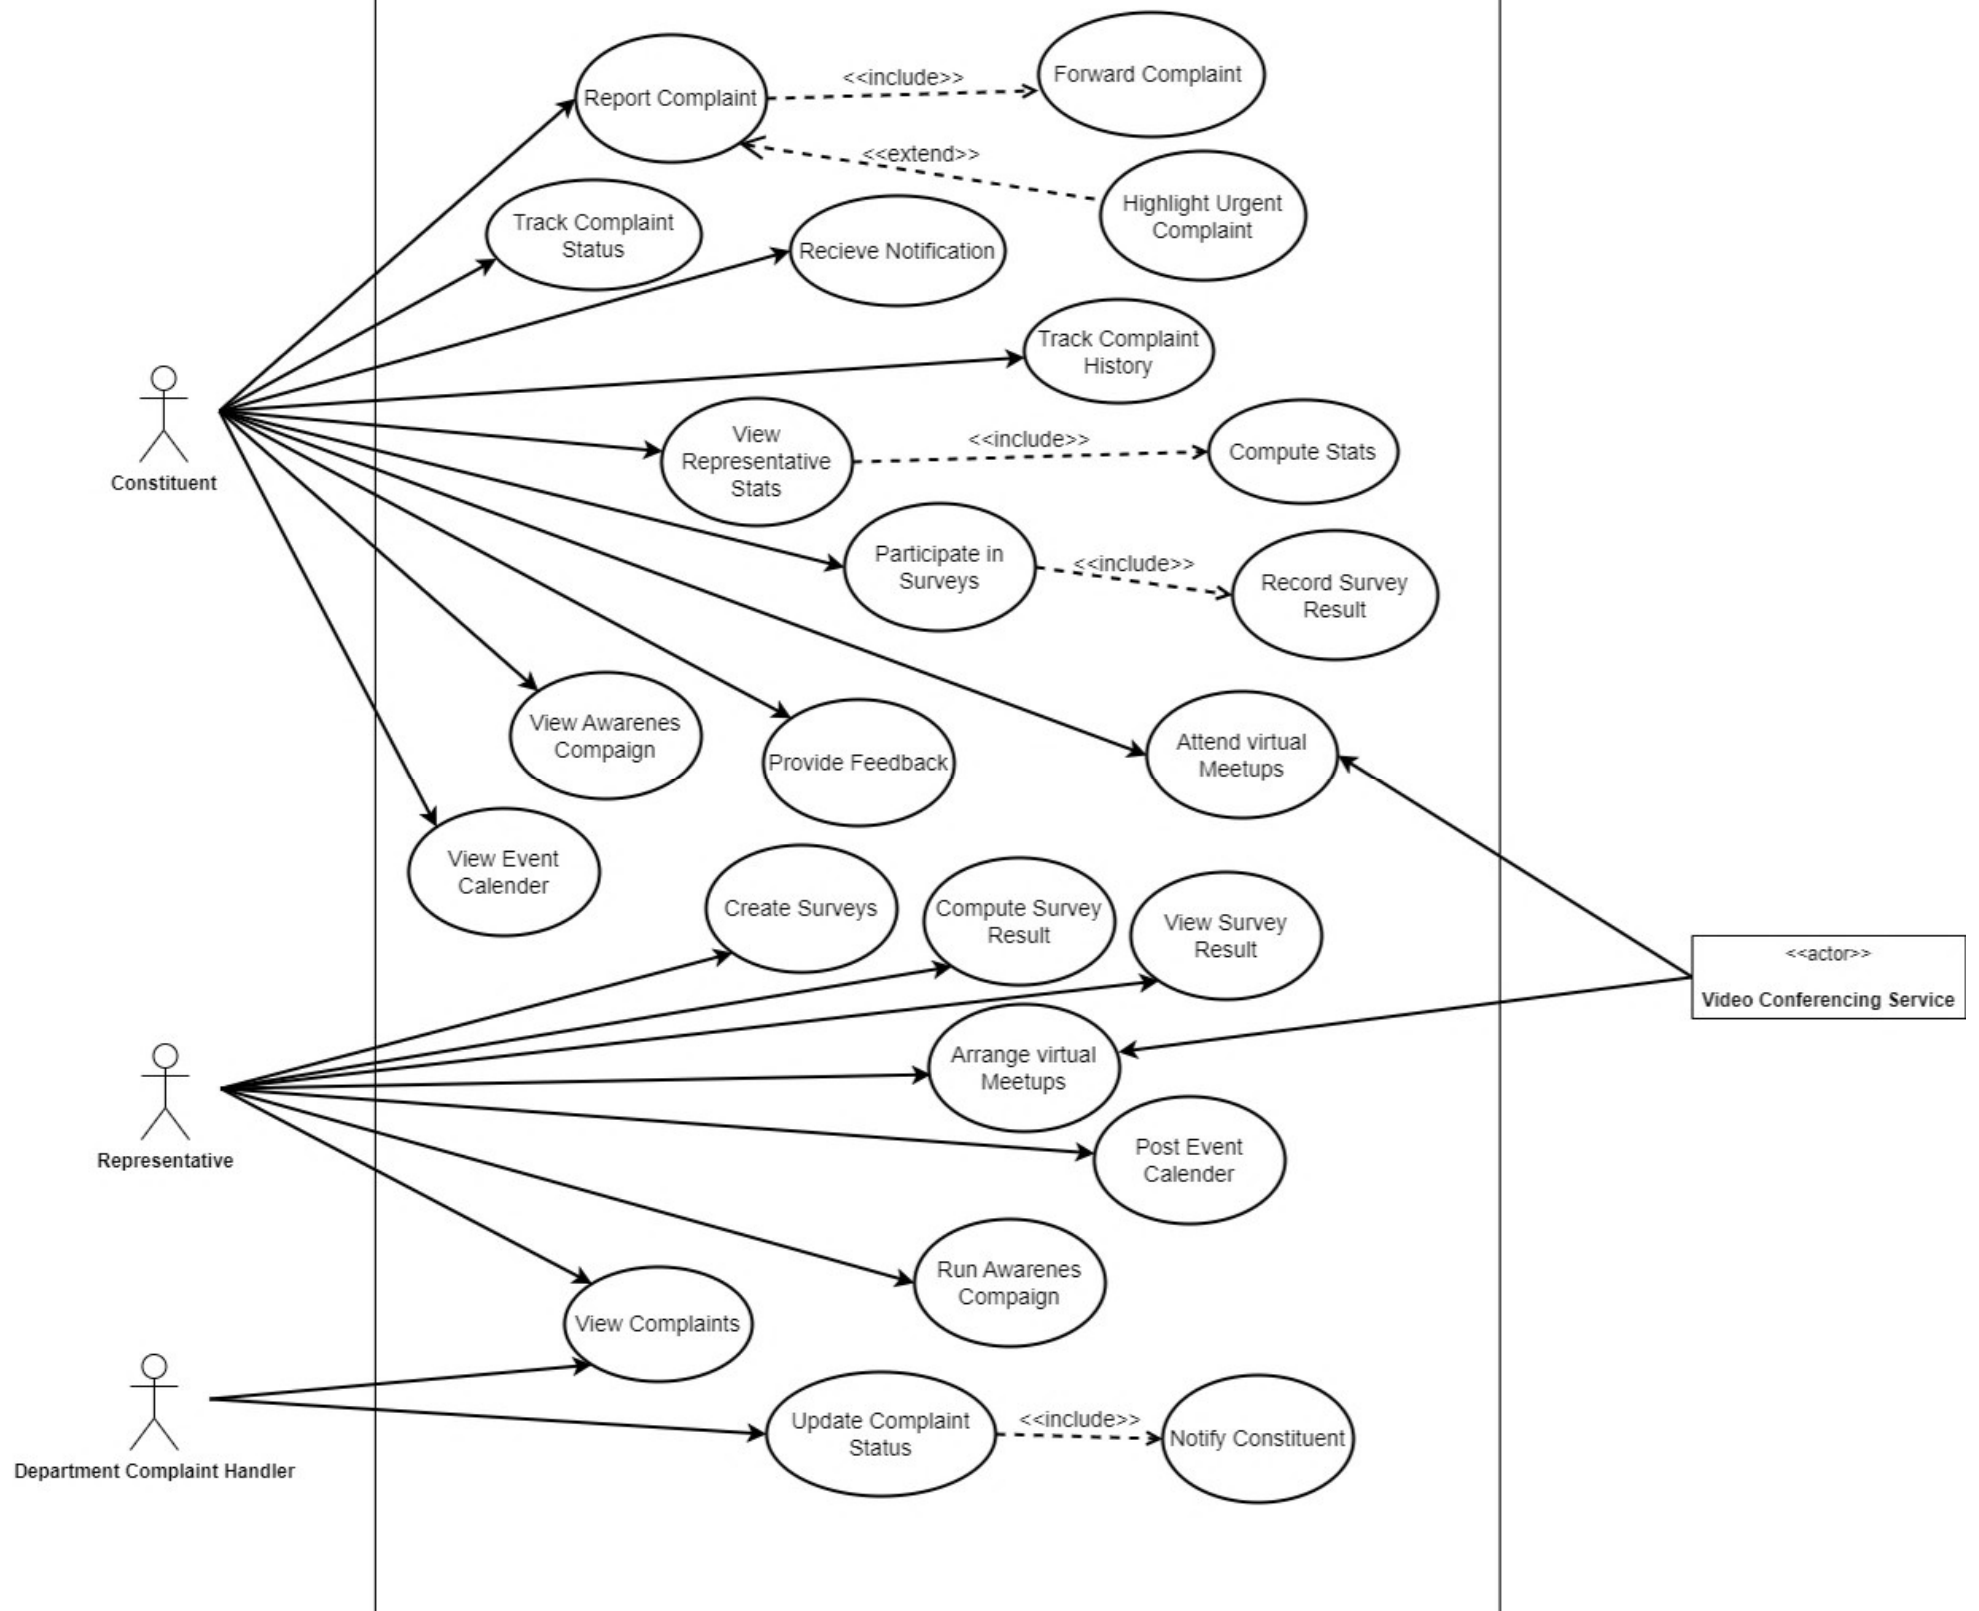 Report Complaint
<<include>>
Forward Complaint
<<extend>>
Highlight Urgent
Complaint
Track Complaint
Status
Recieve Notification
Track Complaint
History
Constituent
View
Representative
Stats
<<include>>
Compute Stats
Participate in
Surveys
<<include>>
Record Survey
Result
View Awarenes
Compaign
Provide Feedback
Attend virtual
Meetups
View Event
Calender
Create Surveys
Compute Survey
Result
View Survey
Result
<<actor>>
Video Conferencing Service
Arrange virtual
Meetups
Representative
Post Event
Calender
Run Awarenes
Compaign
View Complaints
Department Complaint Handler
Update Complaint
Status
<<include>>
Notify Constituent